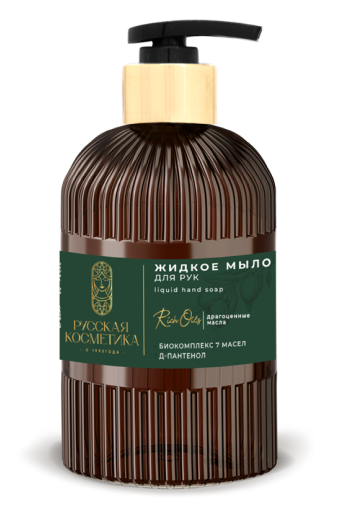 ЖИДКОЕ МЫЛО
ДЛЯ РУК
liquid hand soap
Rich Oils
драгоценные
масла
БИОКОМПЛЕКС 7 МАСЕЛ
Д-ПАНТЕНОЛ
РУССКАЯ
КОСМЕТИКА